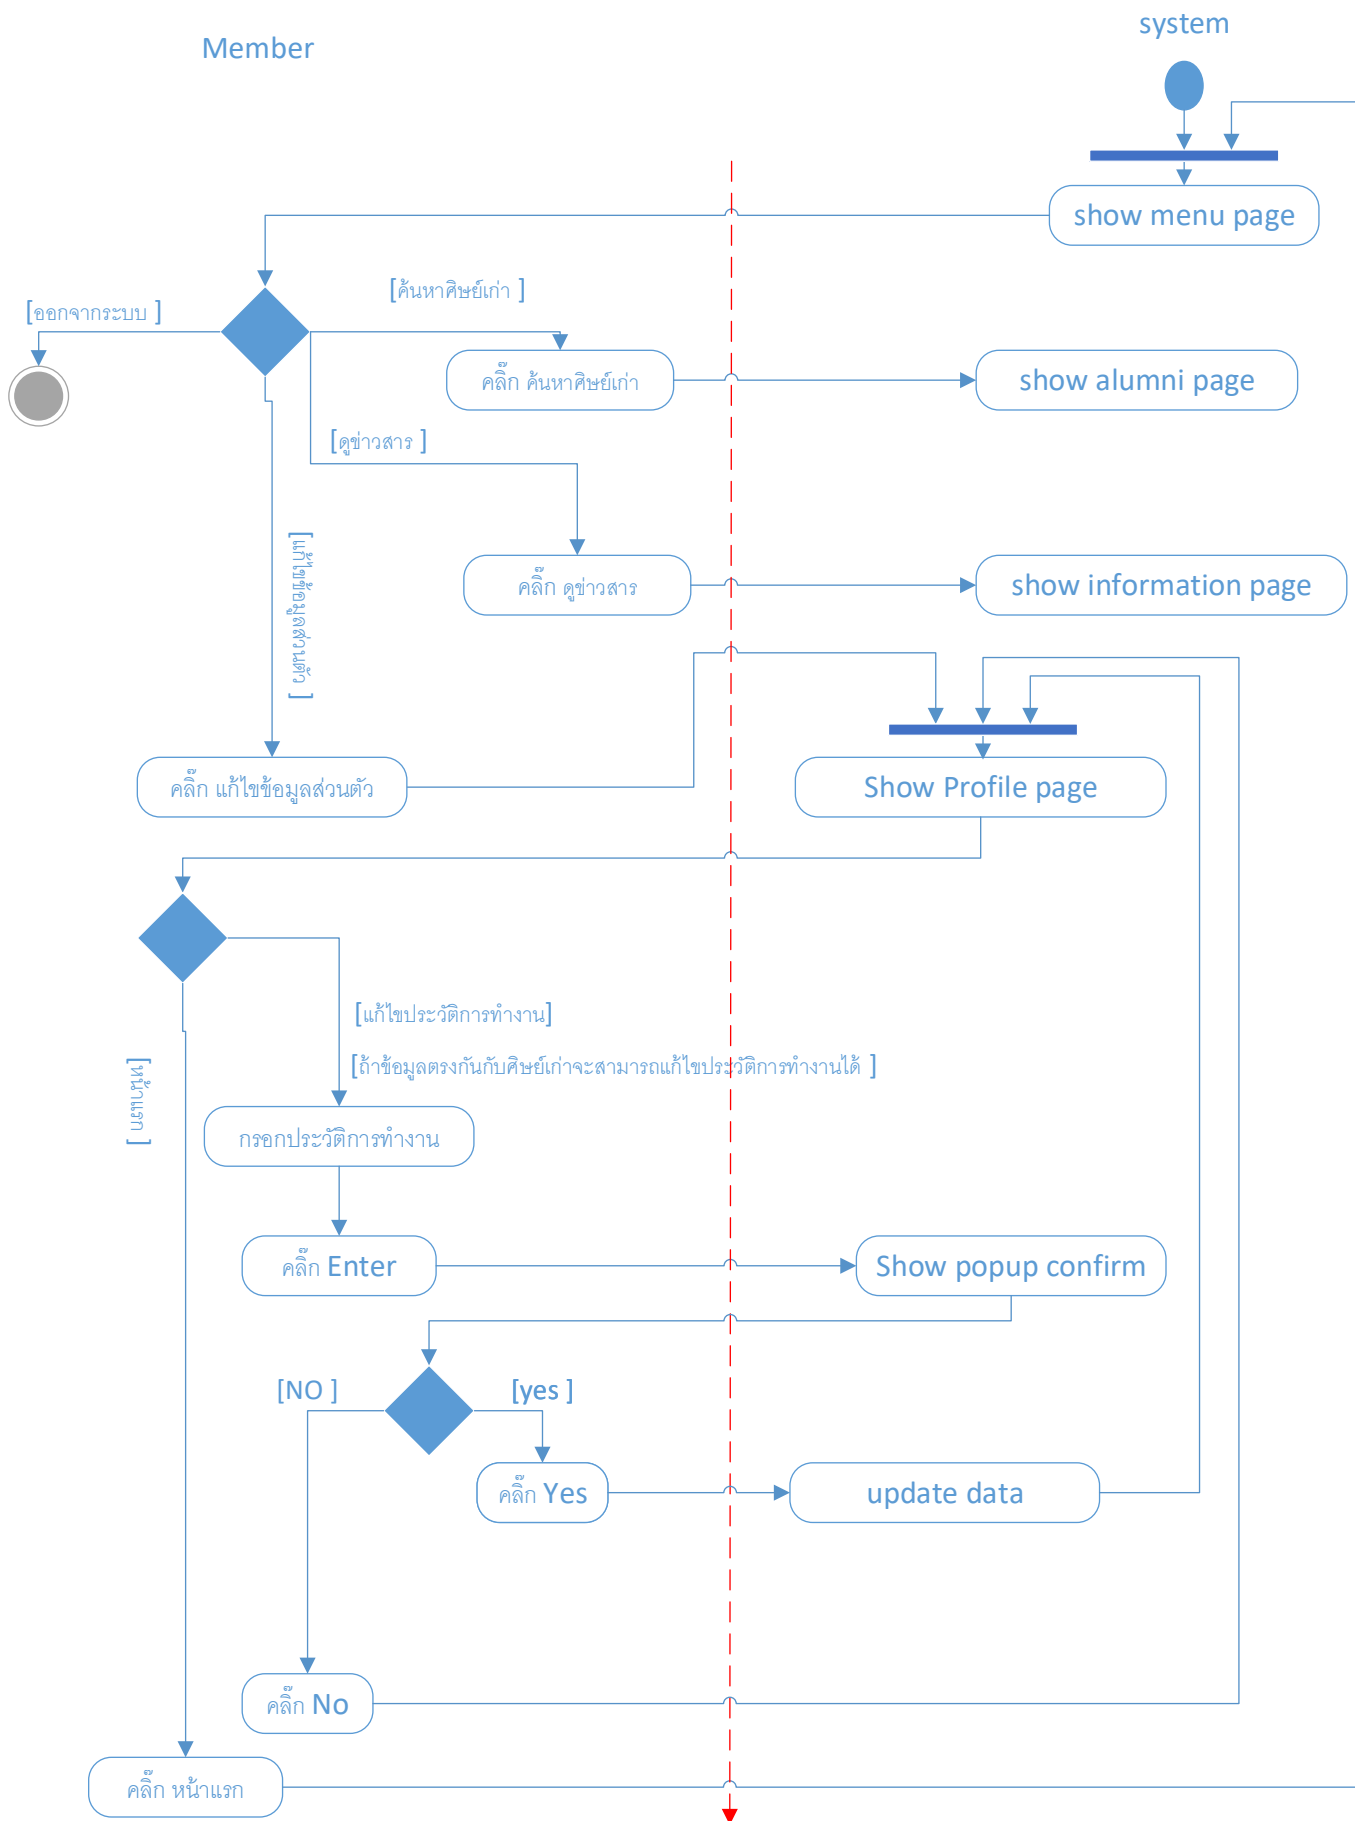 system
Member
show menu page
[ค้นหาศิษย์เก่า ]
[ออกจากระบบ ]
คลิ๊ก ค้นหาศิษย์เก่า
show alumni page
[ดูข่าวสาร ]
[แก้ไขข้อมูลส่วนตัว ]
คลิ๊ก ดูข่าวสาร
show information page
คลิ๊ก แก้ไขข้อมูลส่วนตัว
Show Profile page
[แก้ไขประวัติการทำงาน]
[ถ้าข้อมูลตรงกันกับศิษย์เก่าจะสามารถแก้ไขประวัติการทำงานได้ ]
[หน้าแรก ]
กรอกประวัติการทำงาน
คลิ๊ก Enter
Show popup confirm
[NO ]
[yes ]
คลิ๊ก Yes
update data
คลิ๊ก No
คลิ๊ก หน้าแรก